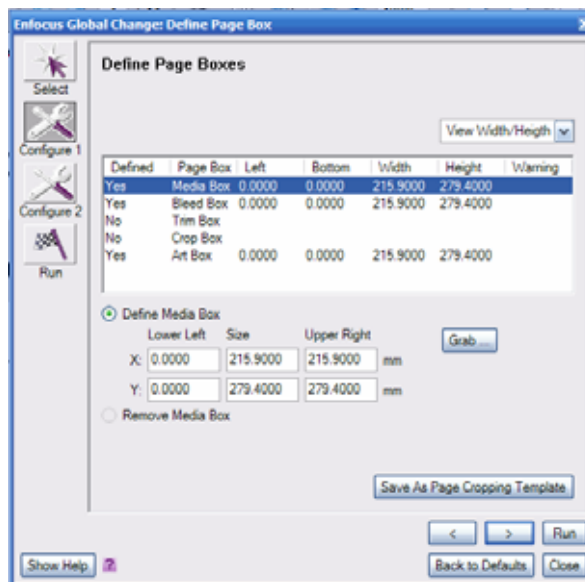 Enfocus Global Change: Define Page Box
Select
Configure 1
Configure 2
Run
Define Page Boxes
View Width/Heigth
Defined Page Box Left Bottom Width Height Warning
Yes Media Box 0.0000 0.0000 215.9000 279.4000
Yes Bleed Box 0.0000 0.0000 215.9000 279.4000
No Trim Box
No Crop Box
Yes Art Box 0.0000 0.0000 215.9000 279.4000
Define Media Box
Lower Left Size Upper Right
X: 0.0000 215.9000 215.9000 mm
Grab ...
Y: 0.0000 279.4000 279.4000 mm
Remove Media Box
Save As Page Cropping Template
< > Run
Show Help ? Back to Defaults Close